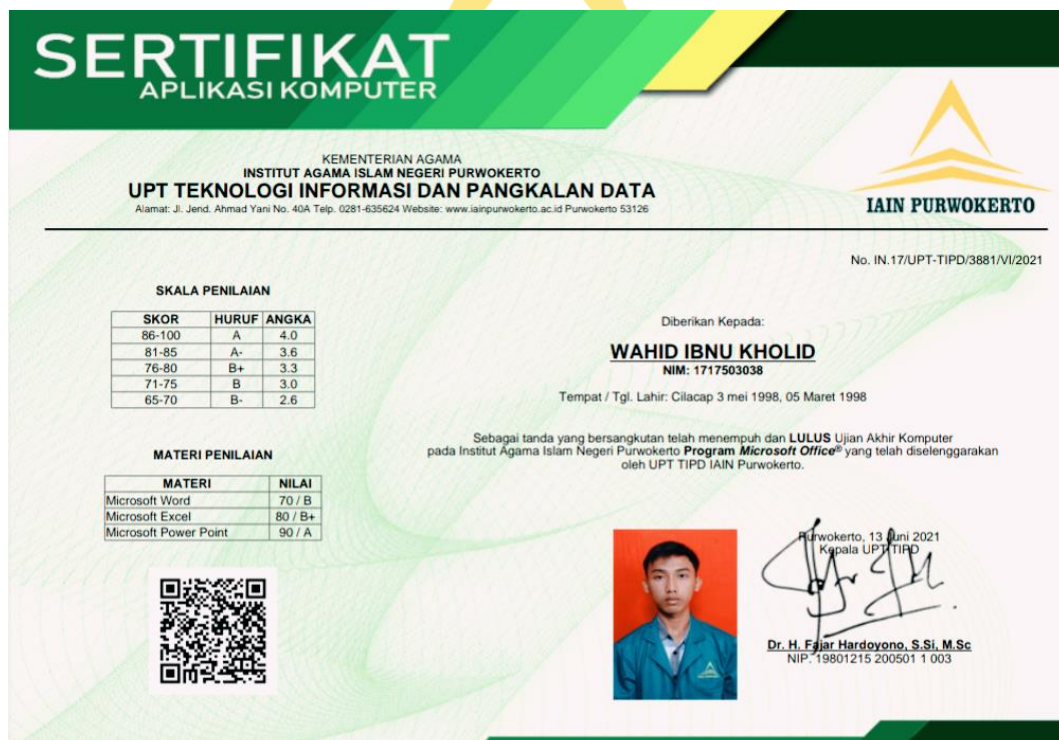 SERTIFIKAT
APLIKASI KOMPUTER
IAIN PURWOKERTO
KEMENTERIAN AGAMA
INSTITUT AGAMA ISLAM NEGERI PURWOKERTO
UPT TEKNOLOGI INFORMASI DAN PANGKALAN DATA
Alamat: Jl. Jend. Ahmad Yani No. 40A Telp. 0281-635624 Website: www.iainpurwokerto.ac.id Purwokerto 53126
No. IN.17/UPT-TIPD/3881/VI/2021
SKALA PENILAIAN
SKOR HURUF ANGKA
86-100 A 4.0
81-85 A- 3.6
76-80 B+ 3.3
71-75 B 3.0
65-70 B- 2.6
MATERI PENILAIAN
MATERI NILAI
Microsoft Word 70 / B
Microsoft Excel 80 / B+
Microsoft Power Point 90 / A
Diberikan Kepada:
WAHID IBNU KHOLID
NIM: 1717503038
Tempat / Tgl. Lahir: Cilacap 3 mei 1998, 05 Maret 1998
Sebagai tanda yang bersangkutan telah menempuh dan LULUS Ujian Akhir Komputer
pada Institut Agama Islam Negeri Purwokerto Program Microsoft Office® yang telah diselenggarakan
oleh UPT TIPD IAIN Purwokerto.
Purwokerto, 13 Juni 2021
Kepala UPT TIPD
Dr. H. Fajar Hardoyono, S.Si, M.Sc
NIP. 19801215 200501 1 003